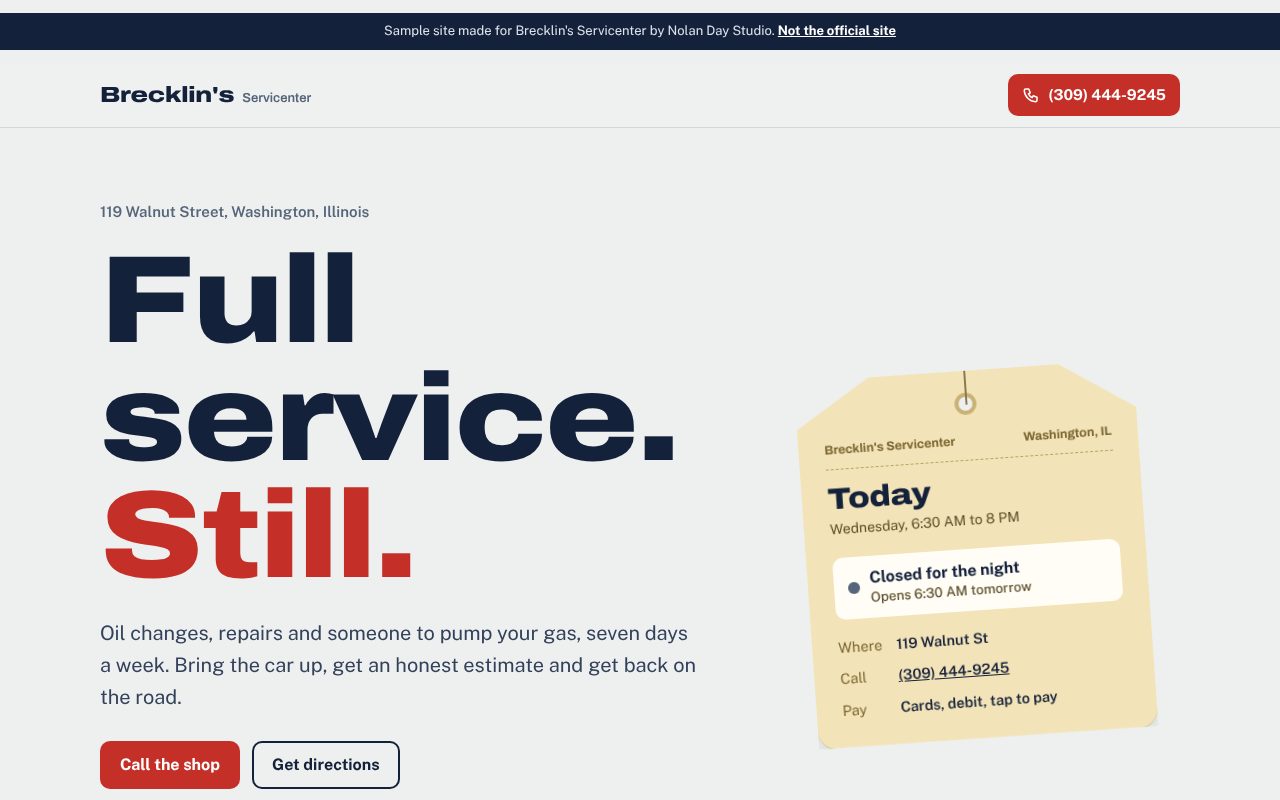 Sample site made for Brecklin's Servicenter by Nolan Day Studio. Not the official site
Brecklin's Servicenter
(309) 444-9245
119 Walnut Street, Washington, Illinois
Full
service.
Still.
Oil changes, repairs and someone to pump your gas, seven days
a week. Bring the car up, get an honest estimate and get back on
the road.
Call the shop
Get directions
Brecklin's Servicenter
Washington, IL
Today
Wednesday, 6:30 AM to 8 PM
Closed for the night
Opens 6:30 AM tomorrow
Where 119 Walnut St
Call (309) 444-9245
Pay Cards, debit, tap to pay